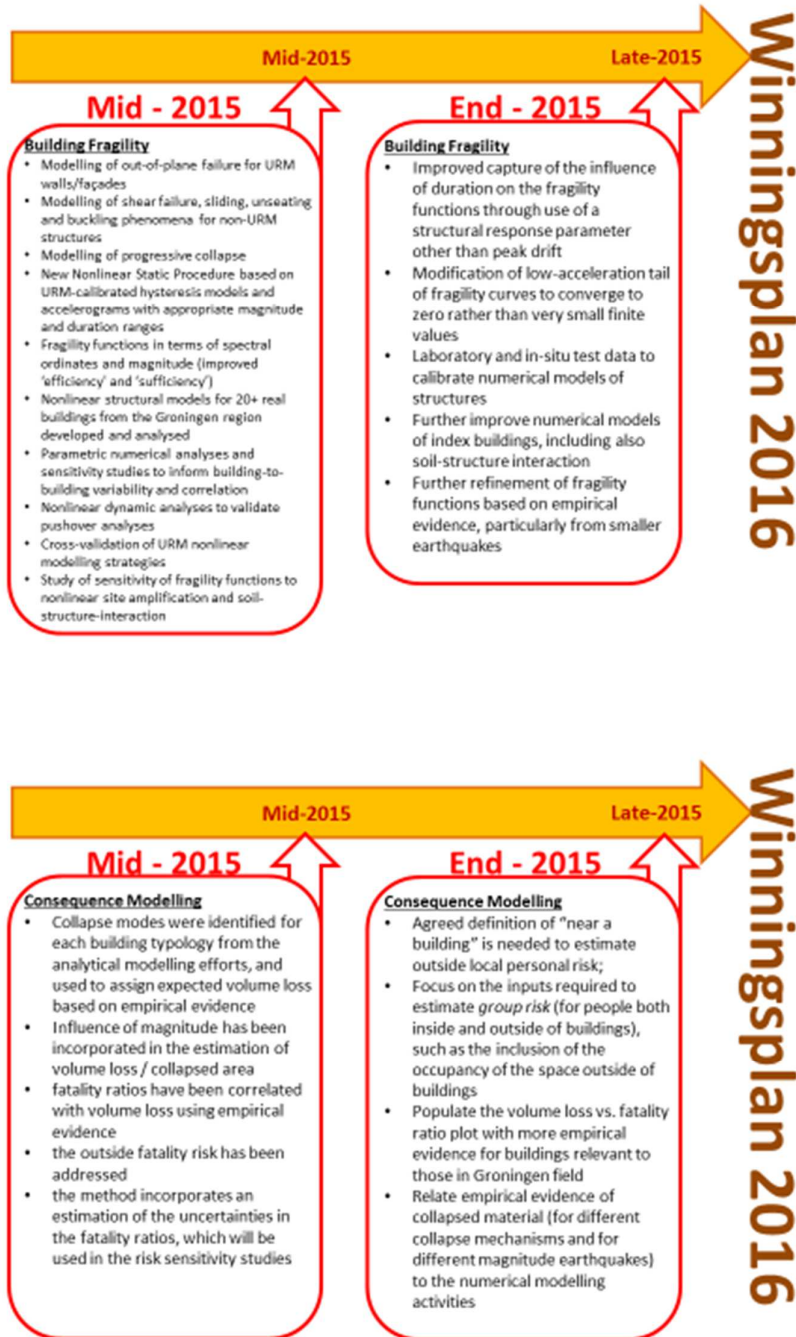 Mid-2015
Late-2015
Winningsplan 2016
Mid - 2015
Building Fragility
• Modelling of out-of-plane failure for URM
walls/façades
• Modelling of shear failure, sliding, unseating
and buckling phenomena for non-URM
structures
• Modelling of progressive collapse
• New Nonlinear Static Procedure based on
URM-calibrated hysteresis models and
accelerograms with appropriate magnitude
and duration ranges
• Fragility functions in terms of spectral
ordinates and magnitude (improved
'efficiency' and 'sufficiency')
• Nonlinear structural models for 20+ real
buildings from the Groningen region
developed and analysed
• Parametric numerical analyses and
sensitivity studies to inform building-to-
building variability and correlation
• Nonlinear dynamic analyses to validate
pushover analyses
• Cross-validation of URM nonlinear
modelling strategies
• Study of sensitivity of fragility functions to
nonlinear site amplification and soil-
structure-interaction
End - 2015
Building Fragility
• Improved capture of the influence
of duration on the fragility
functions through use of a
structural response parameter
other than peak drift
• Modification of low-acceleration tail
of fragility curves to converge to
zero rather than very small finite
values
• Laboratory and in-situ test data to
calibrate numerical models of
structures
• Further improve numerical models
of index buildings, including also
soil-structure interaction
• Further refinement of fragility
functions based on empirical
evidence, particularly from smaller
earthquakes
Mid-2015
Late-2015
Winningsplan 2016
Mid - 2015
Consequence Modelling
• Collapse modes were identified for
each building typology from the
analytical modelling efforts, and
used to assign expected volume loss
based on empirical evidence
• Influence of magnitude has been
incorporated in the estimation of
volume loss / collapsed area
• fatality ratios have been correlated
with volume loss using empirical
evidence
• the outside fatality risk has been
addressed
• the method incorporates an
estimation of the uncertainties in
the fatality ratios, which will be
used in the risk sensitivity studies
End - 2015
Consequence Modelling
• Agreed definition of "near a
building" is needed to estimate
outside local personal risk;
• Focus on the inputs required to
estimate group risk (for people both
inside and outside of buildings),
such as the inclusion of the
occupancy of the space outside of
buildings
• Populate the volume loss vs. fatality
ratio plot with more empirical
evidence for buildings relevant to
those in Groningen field
• Relate empirical evidence of
collapsed material (for different
collapse mechanisms and for
different magnitude earthquakes)
to the numerical modelling
activities